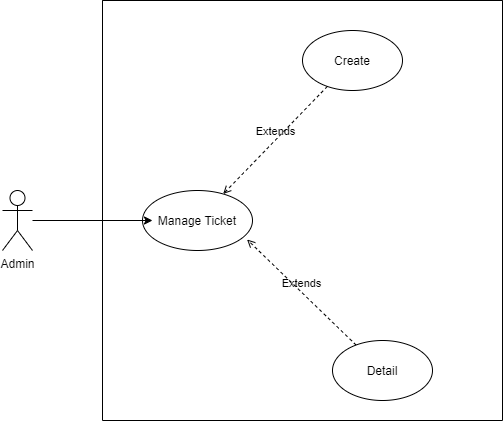 Create
Extends
Manage Ticket
Admin
Extends
Detail